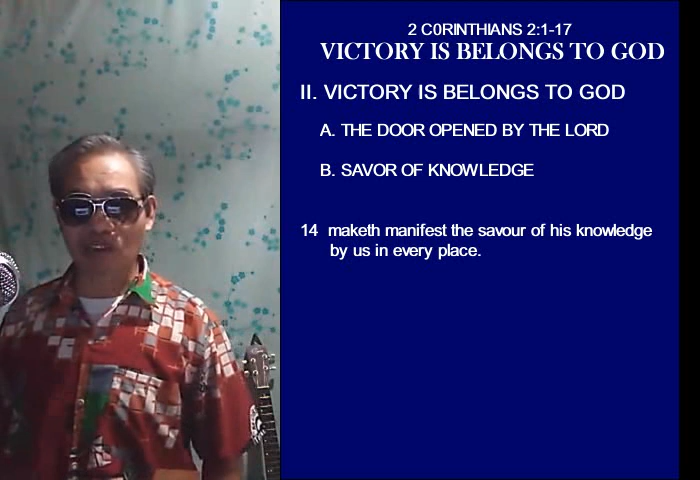 2 C0RINTHIANS 2:1-17
VICTORY IS BELONGS TO GOD
II. VICTORY IS BELONGS TO GOD
A. THE DOOR OPENED BY THE LORD
B. SAVOR OF KNOWLEDGE
14 maketh manifest the savour of his knowledge
by us in every place.